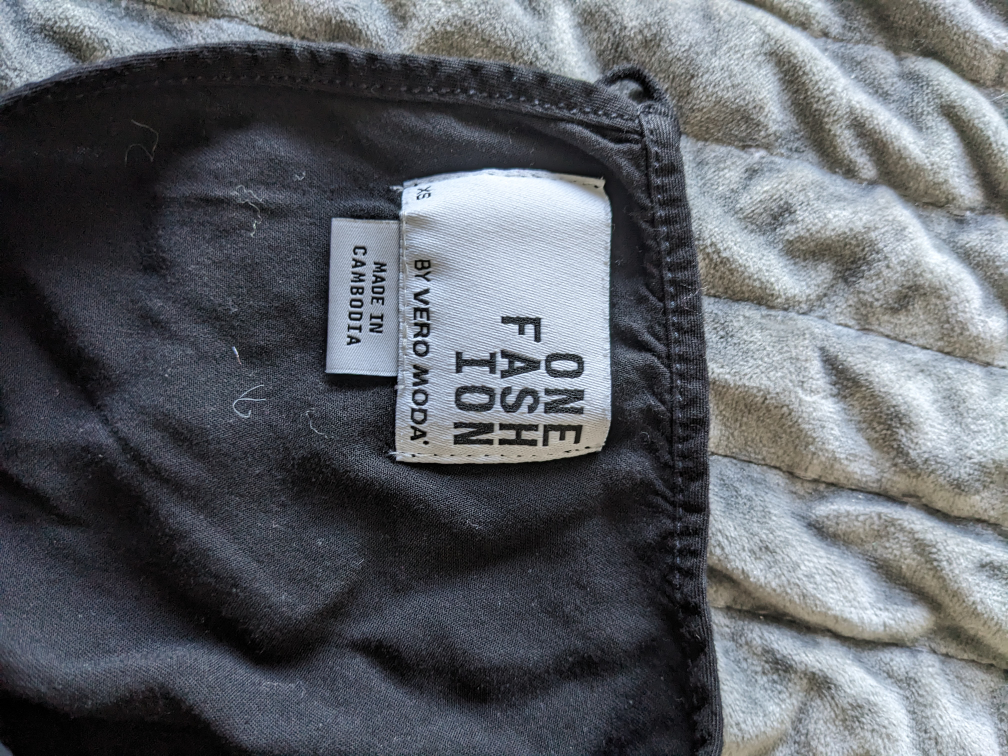 ONE
FASH
ION
BY VERO MODA
XS
MADE IN
CAMBODIA